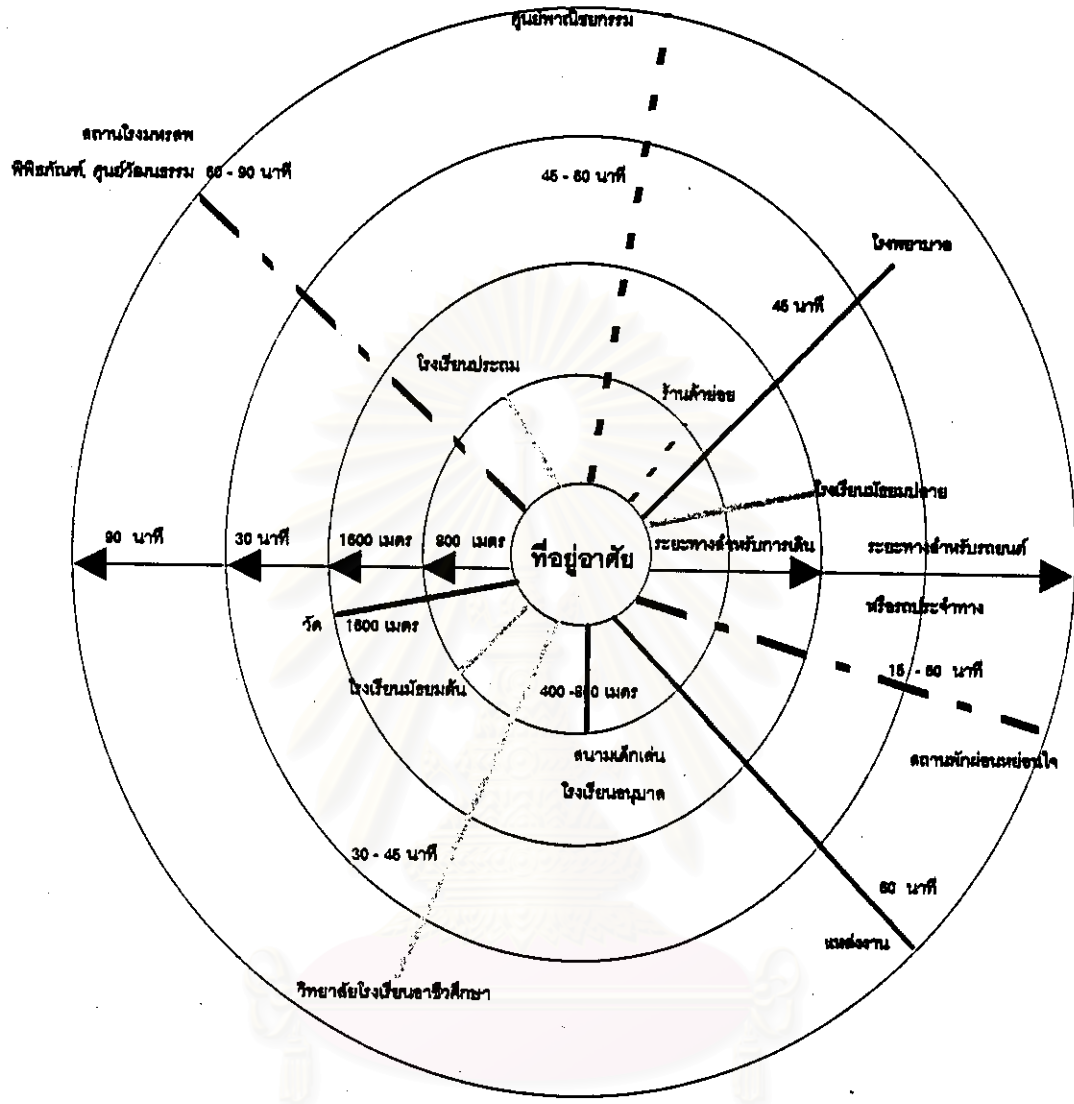 ศูนย์พาณิชยกรรม
สถานโรงมหรสพ
พิพิธภัณฑ์, ศูนย์วัฒนธรรม 60 - 90 นาที
45 - 60 นาที
โรงพยาบาล
45 นาที
โรงเรียนประถม
ร้านค้าย่อย
โรงเรียนมัธยมปลาย
90 นาที
30 นาที
1600 เมตร
800 เมตร
ที่อยู่อาศัย
ระยะทางสำหรับการเดิน
ระยะทางสำหรับรถยนต์
หรือรถประจำทาง
วัด
1600 เมตร
โรงเรียนมัธยมต้น
400 -800 เมตร
15 - 60 นาที
สนามเด็กเล่น
โรงเรียนอนุบาล
สถานพักผ่อนหย่อนใจ
30 - 45 นาที
60 นาที
แหล่งงาน
วิทยาลัยโรงเรียนอาชีวศึกษา